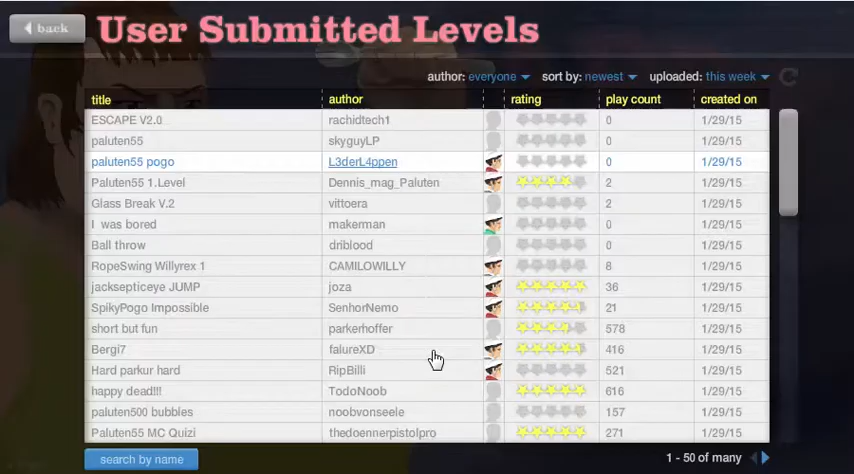 back
User Submitted Levels
author: everyone sort by: newest uploaded: this week
title author rating play count created on
ESCAPE V2.0 rachidtech1 0 1/29/15
paluten55 skyguyLP 0 1/29/15
paluten55 pogo L3derL4ppen 0 1/29/15
Paluten55 1.Level Dennis_mag_Paluten 2 1/29/15
Glass Break V.2 vittoera 2 1/29/15
I was bored makerman 0 1/29/15
Ball throw driblood 0 1/29/15
RopeSwing Willyrex 1 CAMILOWILLY 8 1/29/15
jacksepticeye JUMP joza 36 1/29/15
SpikyPogo Impossible SenhorNemo 21 1/29/15
short but fun parkerhoffer 578 1/29/15
Bergi7 falureXD 416 1/29/15
Hard parkur hard RipBilli 521 1/29/15
happy dead!!! TodoNoob 616 1/29/15
paluten500 bubbles noobvonseele 157 1/29/15
Paluten55 MC Quizi thedoennerpistolpro 271 1/29/15
search by name 1 - 50 of many